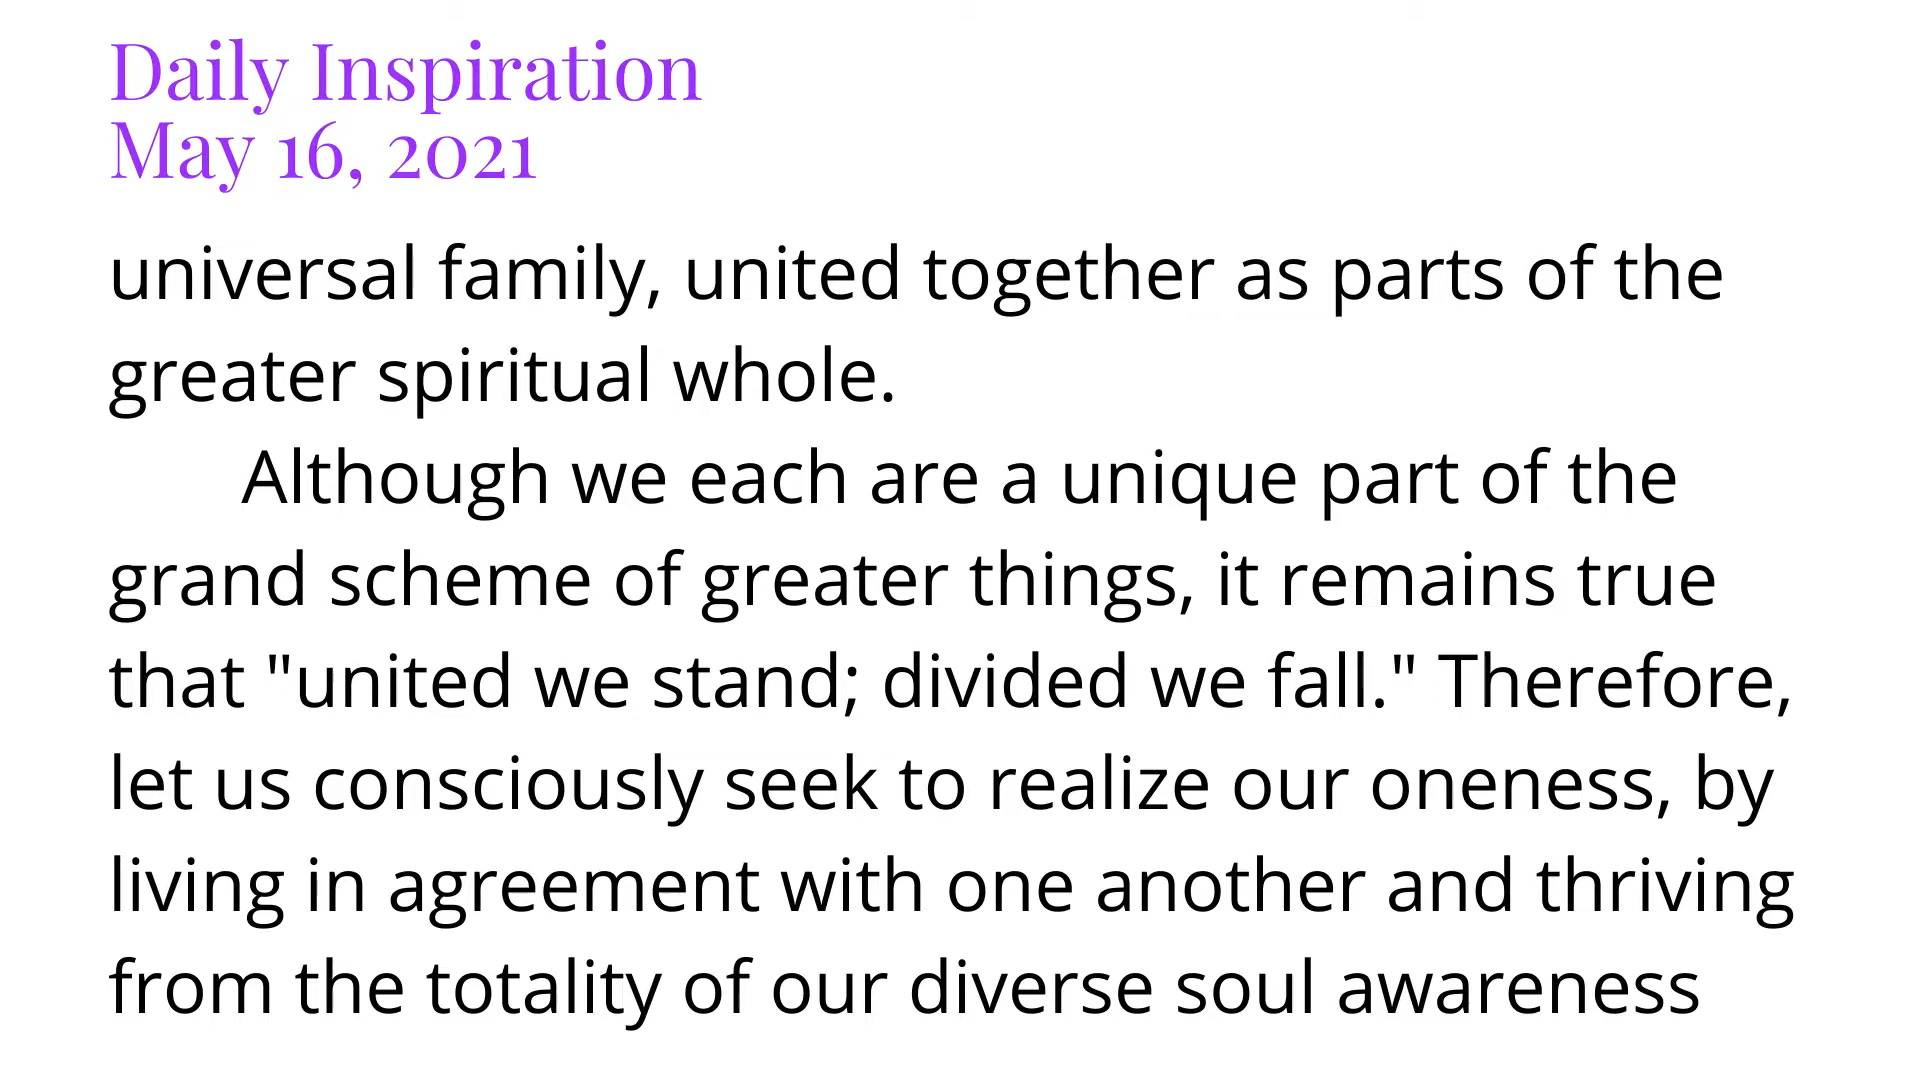 Daily Inspiration
May 16, 2021
universal family, united together as parts of the
greater spiritual whole.
Although we each are a unique part of the
grand scheme of greater things, it remains true
that "united we stand; divided we fall." Therefore,
let us consciously seek to realize our oneness, by
living in agreement with one another and thriving
from the totality of our diverse soul awareness